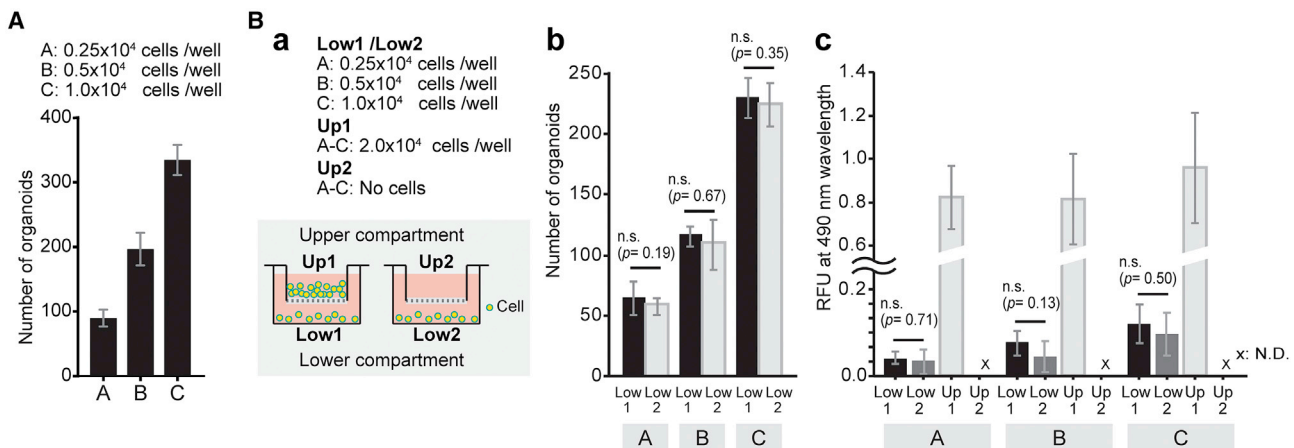 A
A: 0.25x10⁴ cells /well
B: 0.5x10⁴ cells /well
C: 1.0x10⁴ cells /well
Number of organoids
400
300
200
100
0
A B C
B
a
Low1 /Low2
A: 0.25x10⁴ cells /well
B: 0.5x10⁴ cells /well
C: 1.0x10⁴ cells /well
Up1
A-C: 2.0x10⁴ cells /well
Up2
A-C: No cells
Upper compartment
Up1 Up2
Cell
Low1 Low2
Lower compartment
b
Number of organoids
250
200
150
100
50
0
n.s.
(p= 0.19)
n.s.
(p= 0.67)
n.s.
(p= 0.35)
Low Low Low Low Low Low
1 2 1 2 1 2
A B C
c
RFU at 490 nm wavelength
1.4
1.2
1.0
0.8
0.6
0.2
0.0
n.s.
(p= 0.71)
n.s.
(p= 0.13)
n.s.
(p= 0.50)
x x x
x: N.D.
Low Low Up Up Low Low Up Up Low Low Up Up
1 2 1 2 1 2 1 2 1 2 1 2
A B C